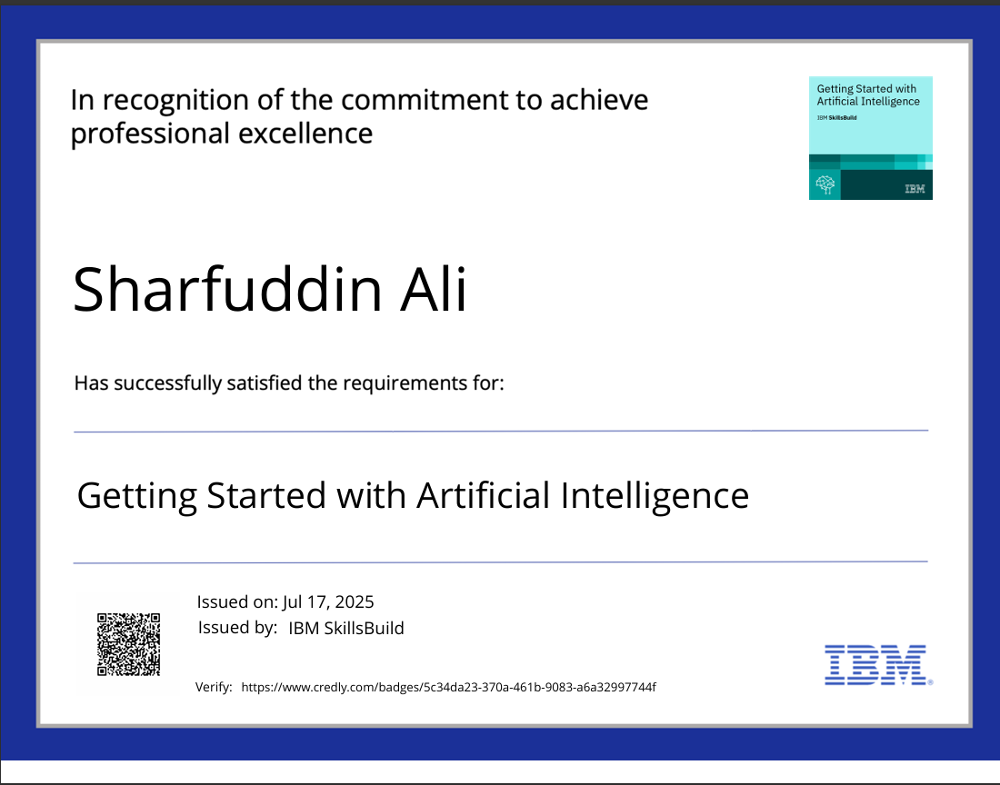 In recognition of the commitment to achieve
professional excellence
Getting Started with
Artificial Intelligence
IBM SkillsBuild
IBM
Sharfuddin Ali
Has successfully satisfied the requirements for:
Getting Started with Artificial Intelligence
Issued on: Jul 17, 2025
Issued by: IBM SkillsBuild
Verify: https://www.credly.com/badges/5c34da23-370a-461b-9083-a6a32997744f
IBM®